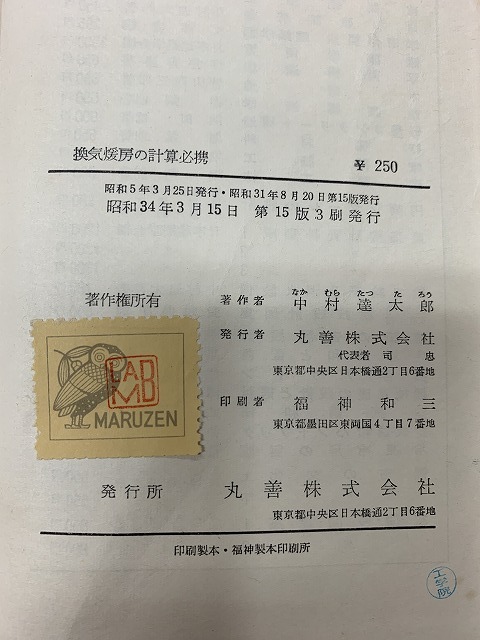 換気煖房の計算必携
¥ 250
昭和5年3月25日発行・昭和31年8月20日第15版発行
昭和34年3月15日 第15版3刷発行
著作権所有
なか むら たつ た ろう
著作者 中村達太郎
発行者 丸善株式会社
代表者 司 忠
東京都中央区日本橋通2丁目6番地
LAB
M
MARUZEN
印刷者 福神和三
東京都墨田区東両国4丁目7番地
発行所 丸善株式会社
東京都中央区日本橋通2丁目6番地
印刷製本・福神製本印刷所
工学院